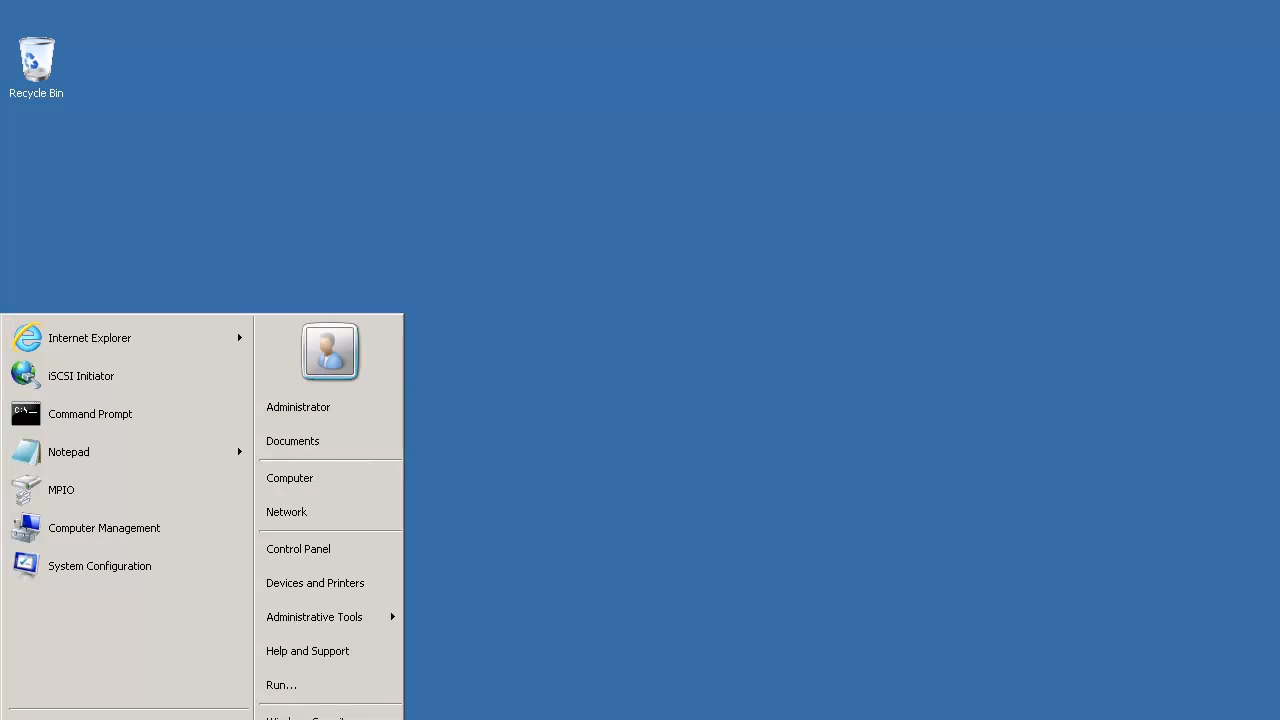 Recycle Bin
Internet Explorer
iSCSI Initiator
Command Prompt
Notepad
MPIO
Computer Management
System Configuration
Administrator
Documents
Computer
Network
Control Panel
Devices and Printers
Administrative Tools
Help and Support
Run...